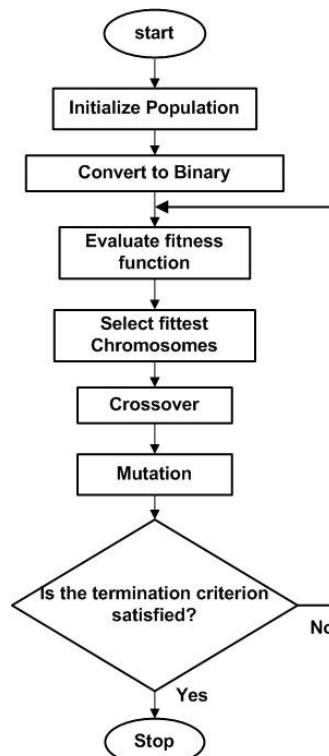 start
Initialize Population
Convert to Binary
Evaluate fitness
function
Select fittest
Chromosomes
Crossover
Mutation
Is the termination criterion
satisfied?
No
Yes
Stop